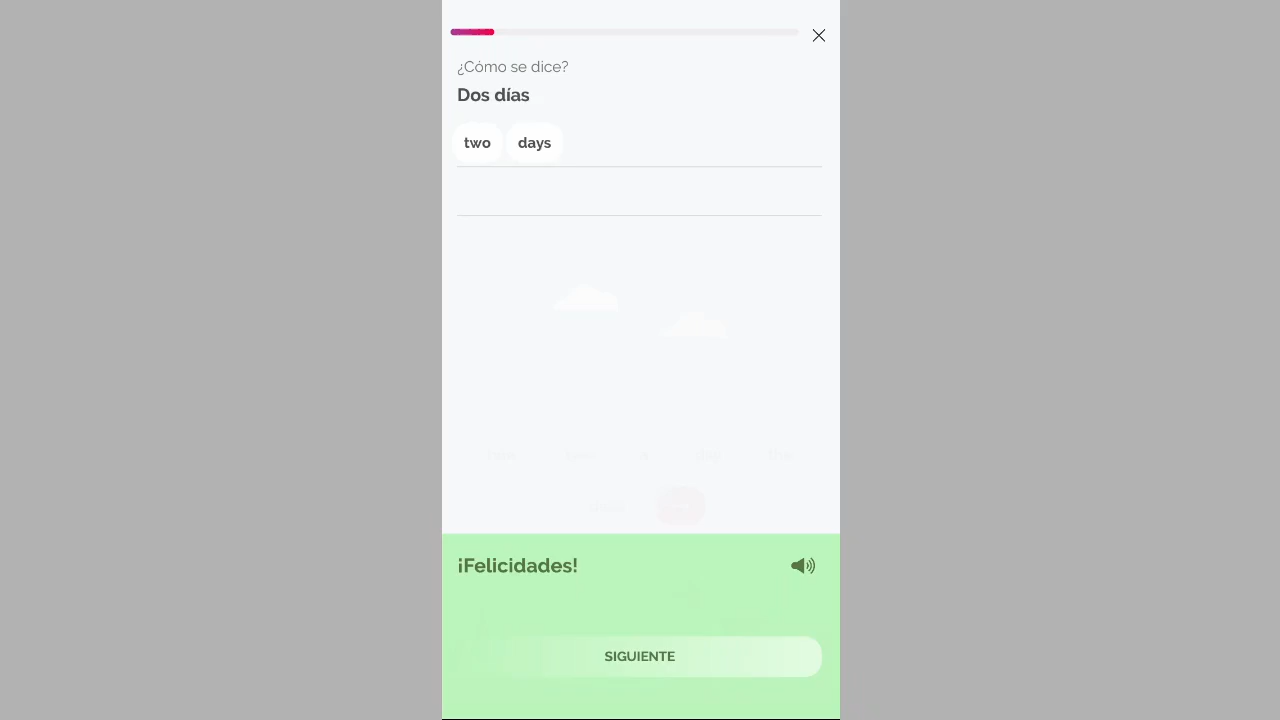 ¿Cómo se dice?
Dos días
two days
¡Felicidades!
SIGUIENTE